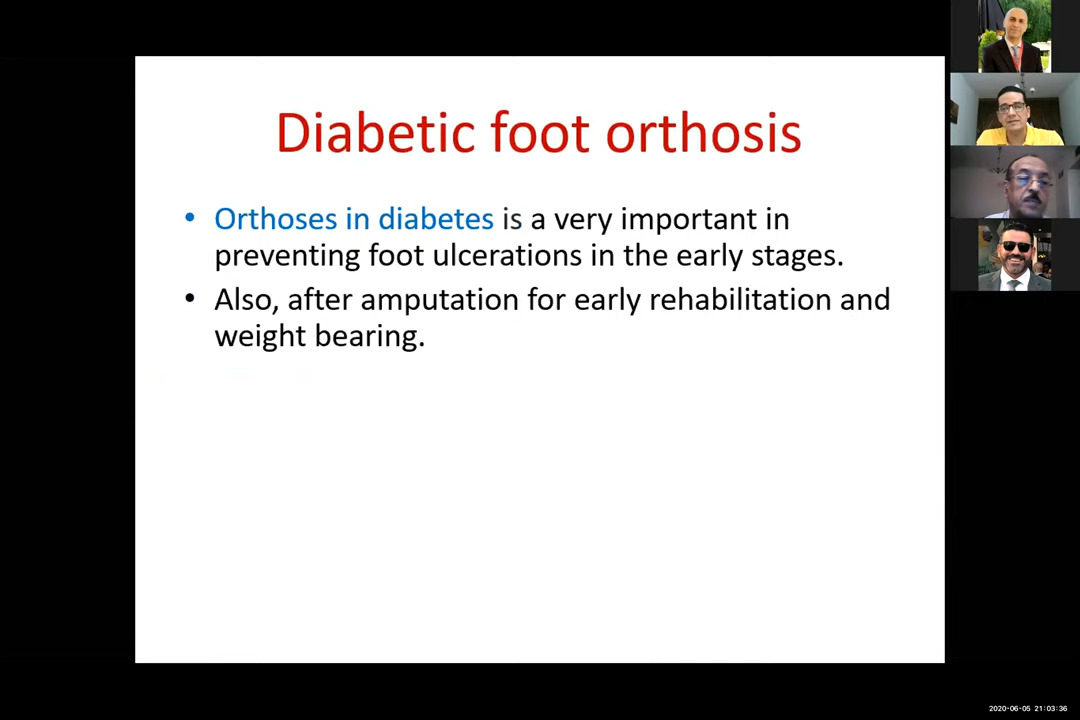 Diabetic foot orthosis
• Orthoses in diabetes is a very important in
preventing foot ulcerations in the early stages.
• Also, after amputation for early rehabilitation and
weight bearing.
2020-06-05 21:03:36